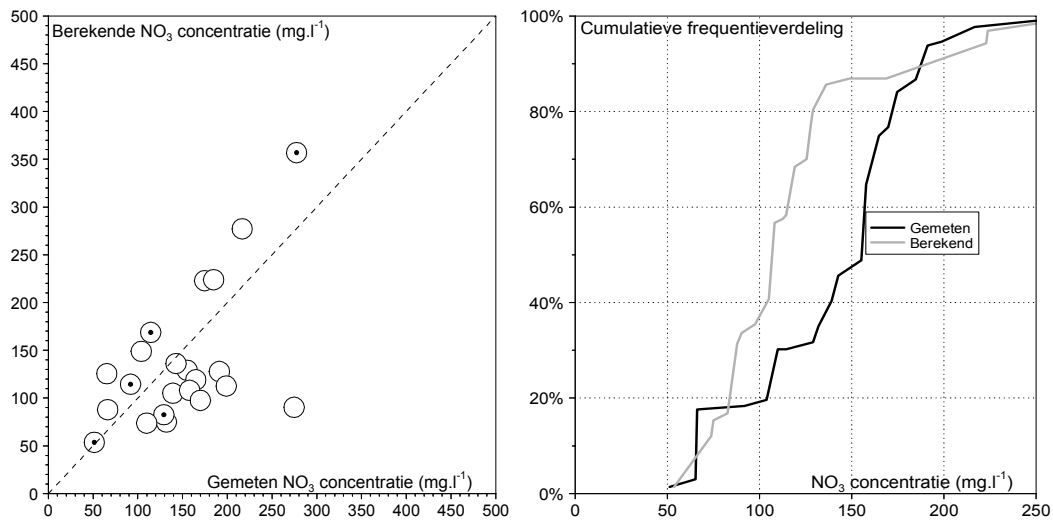 Berekende NO₃ concentratie (mg.l⁻¹)
500
450
400
350
300
250
200
150
100
50
0
Gemeten NO₃ concentratie (mg.l⁻¹)
0 50 100 150 200 250 300 350 400 450 500
Cumulatieve frequentieverdeling
100%
80%
60%
40%
20%
0%
Gemeten
Berekend
NO₃ concentratie (mg.l⁻¹)
0 50 100 150 200 250